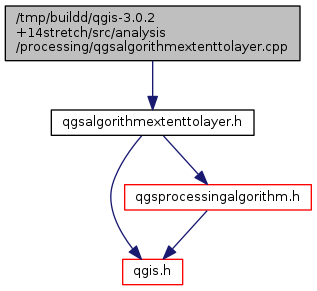 /tmp/buildd/qgis-3.0.2
+14stretch/src/analysis
/processing/qgsalgorithmextenttolayer.cpp
qgsalgorithmextenttolayer.h
qgsprocessingalgorithm.h
qgis.h